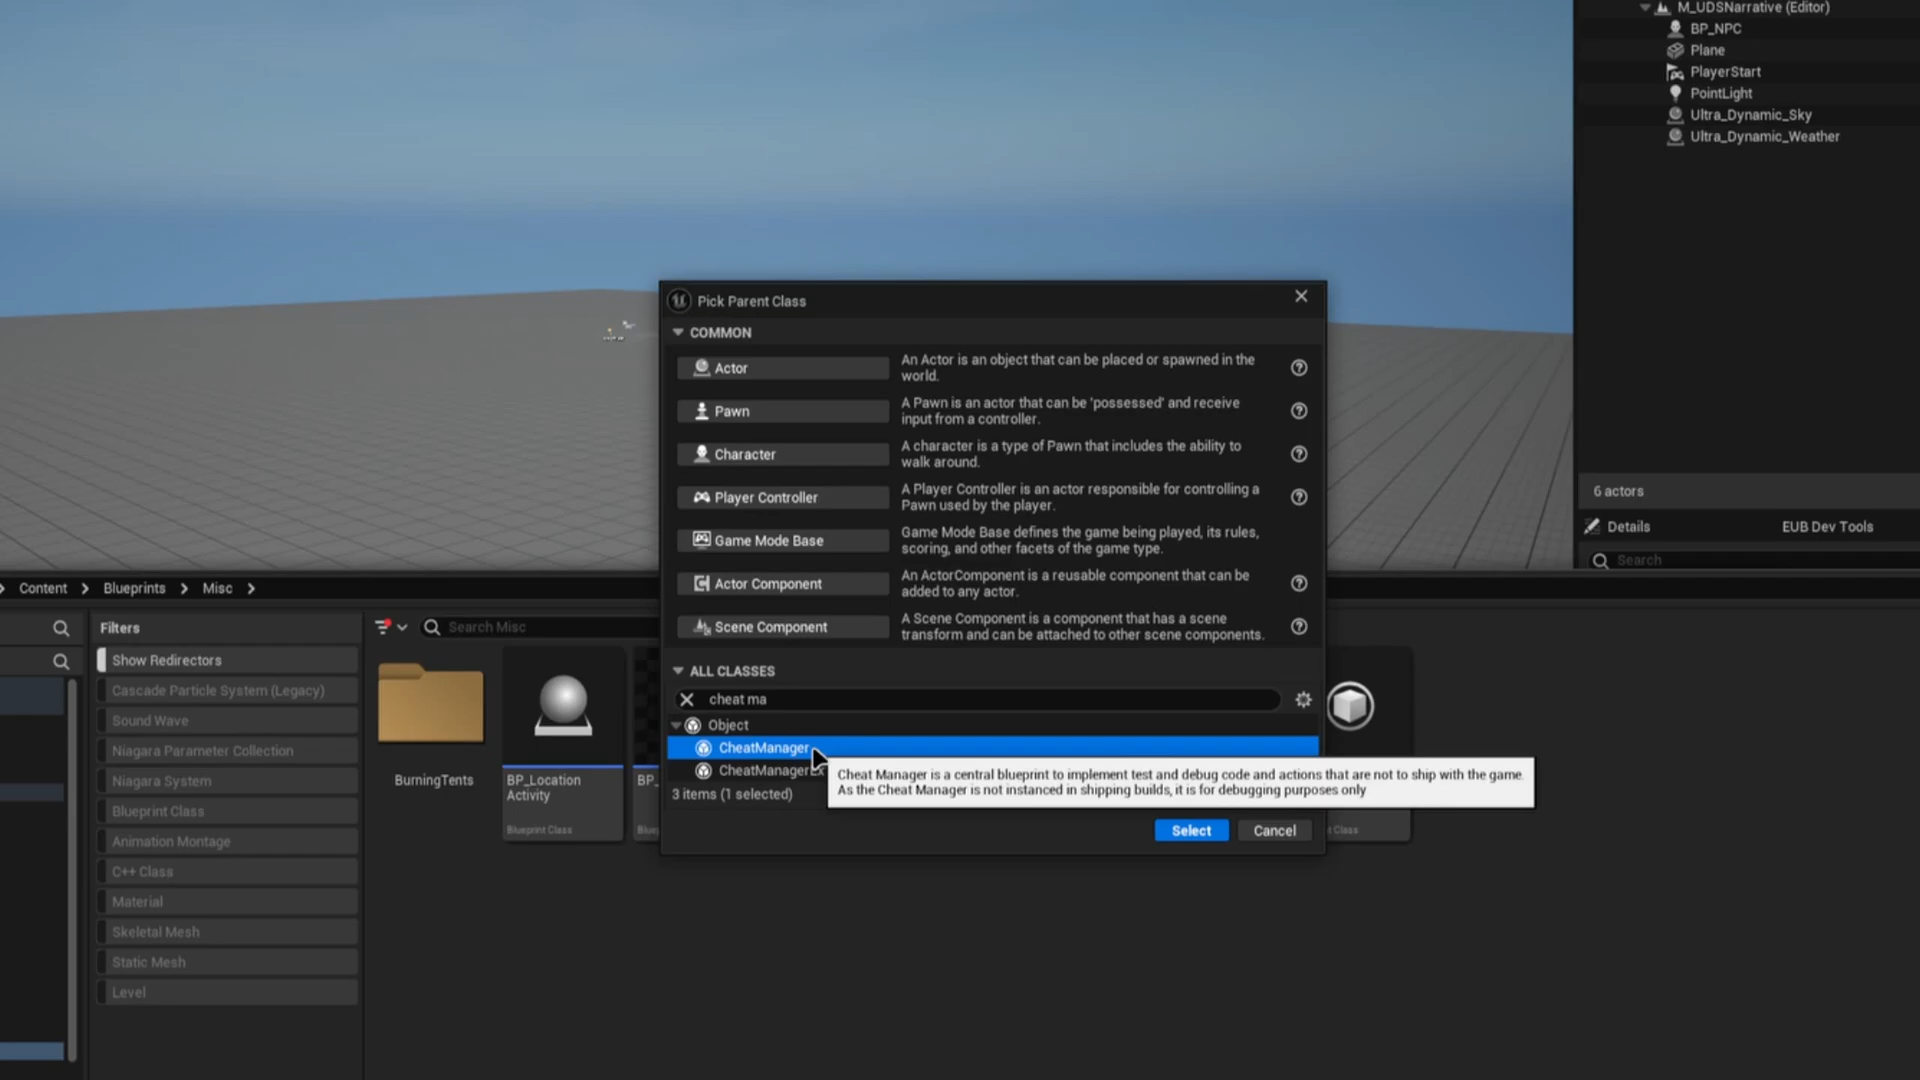 M_UDSNarrative (Editor)
BP_NPC
Plane
PlayerStart
PointLight
Ultra_Dynamic_Sky
Ultra_Dynamic_Weather
6 actors
Details
EUB Dev Tools
Search
Pick Parent Class
COMMON
Actor
An Actor is an object that can be placed or spawned in the
world.
Pawn
A Pawn is an actor that can be 'possessed' and receive
input from a controller.
Character
A character is a type of Pawn that includes the ability to
walk around.
Player Controller
A Player Controller is an actor responsible for controlling a
Pawn used by the player.
Game Mode Base
Game Mode Base defines the game being played, its rules,
scoring, and other facets of the game type.
Actor Component
An ActorComponent is a reusable component that can be
added to any actor.
Scene Component
A Scene Component is a component that has a scene
transform and can be attached to other scene components.
ALL CLASSES
cheat ma
Object
CheatManager
CheatManagerEx
Cheat Manager is a central blueprint to implement test and debug code and actions that are not to ship with the game.
As the Cheat Manager is not instanced in shipping builds, it is for debugging purposes only
3 items (1 selected)
Select
Cancel
Content
Blueprints
Misc
Filters
Show Redirectors
Cascade Particle System (Legacy)
Sound Wave
Niagara Parameter Collection
Niagara System
Blueprint Class
Animation Montage
C++ Class
Material
Skeletal Mesh
Static Mesh
Level
Search Misc
BurningTents
BP_Location
Activity
Blueprint Class
BP_
Blue
Class